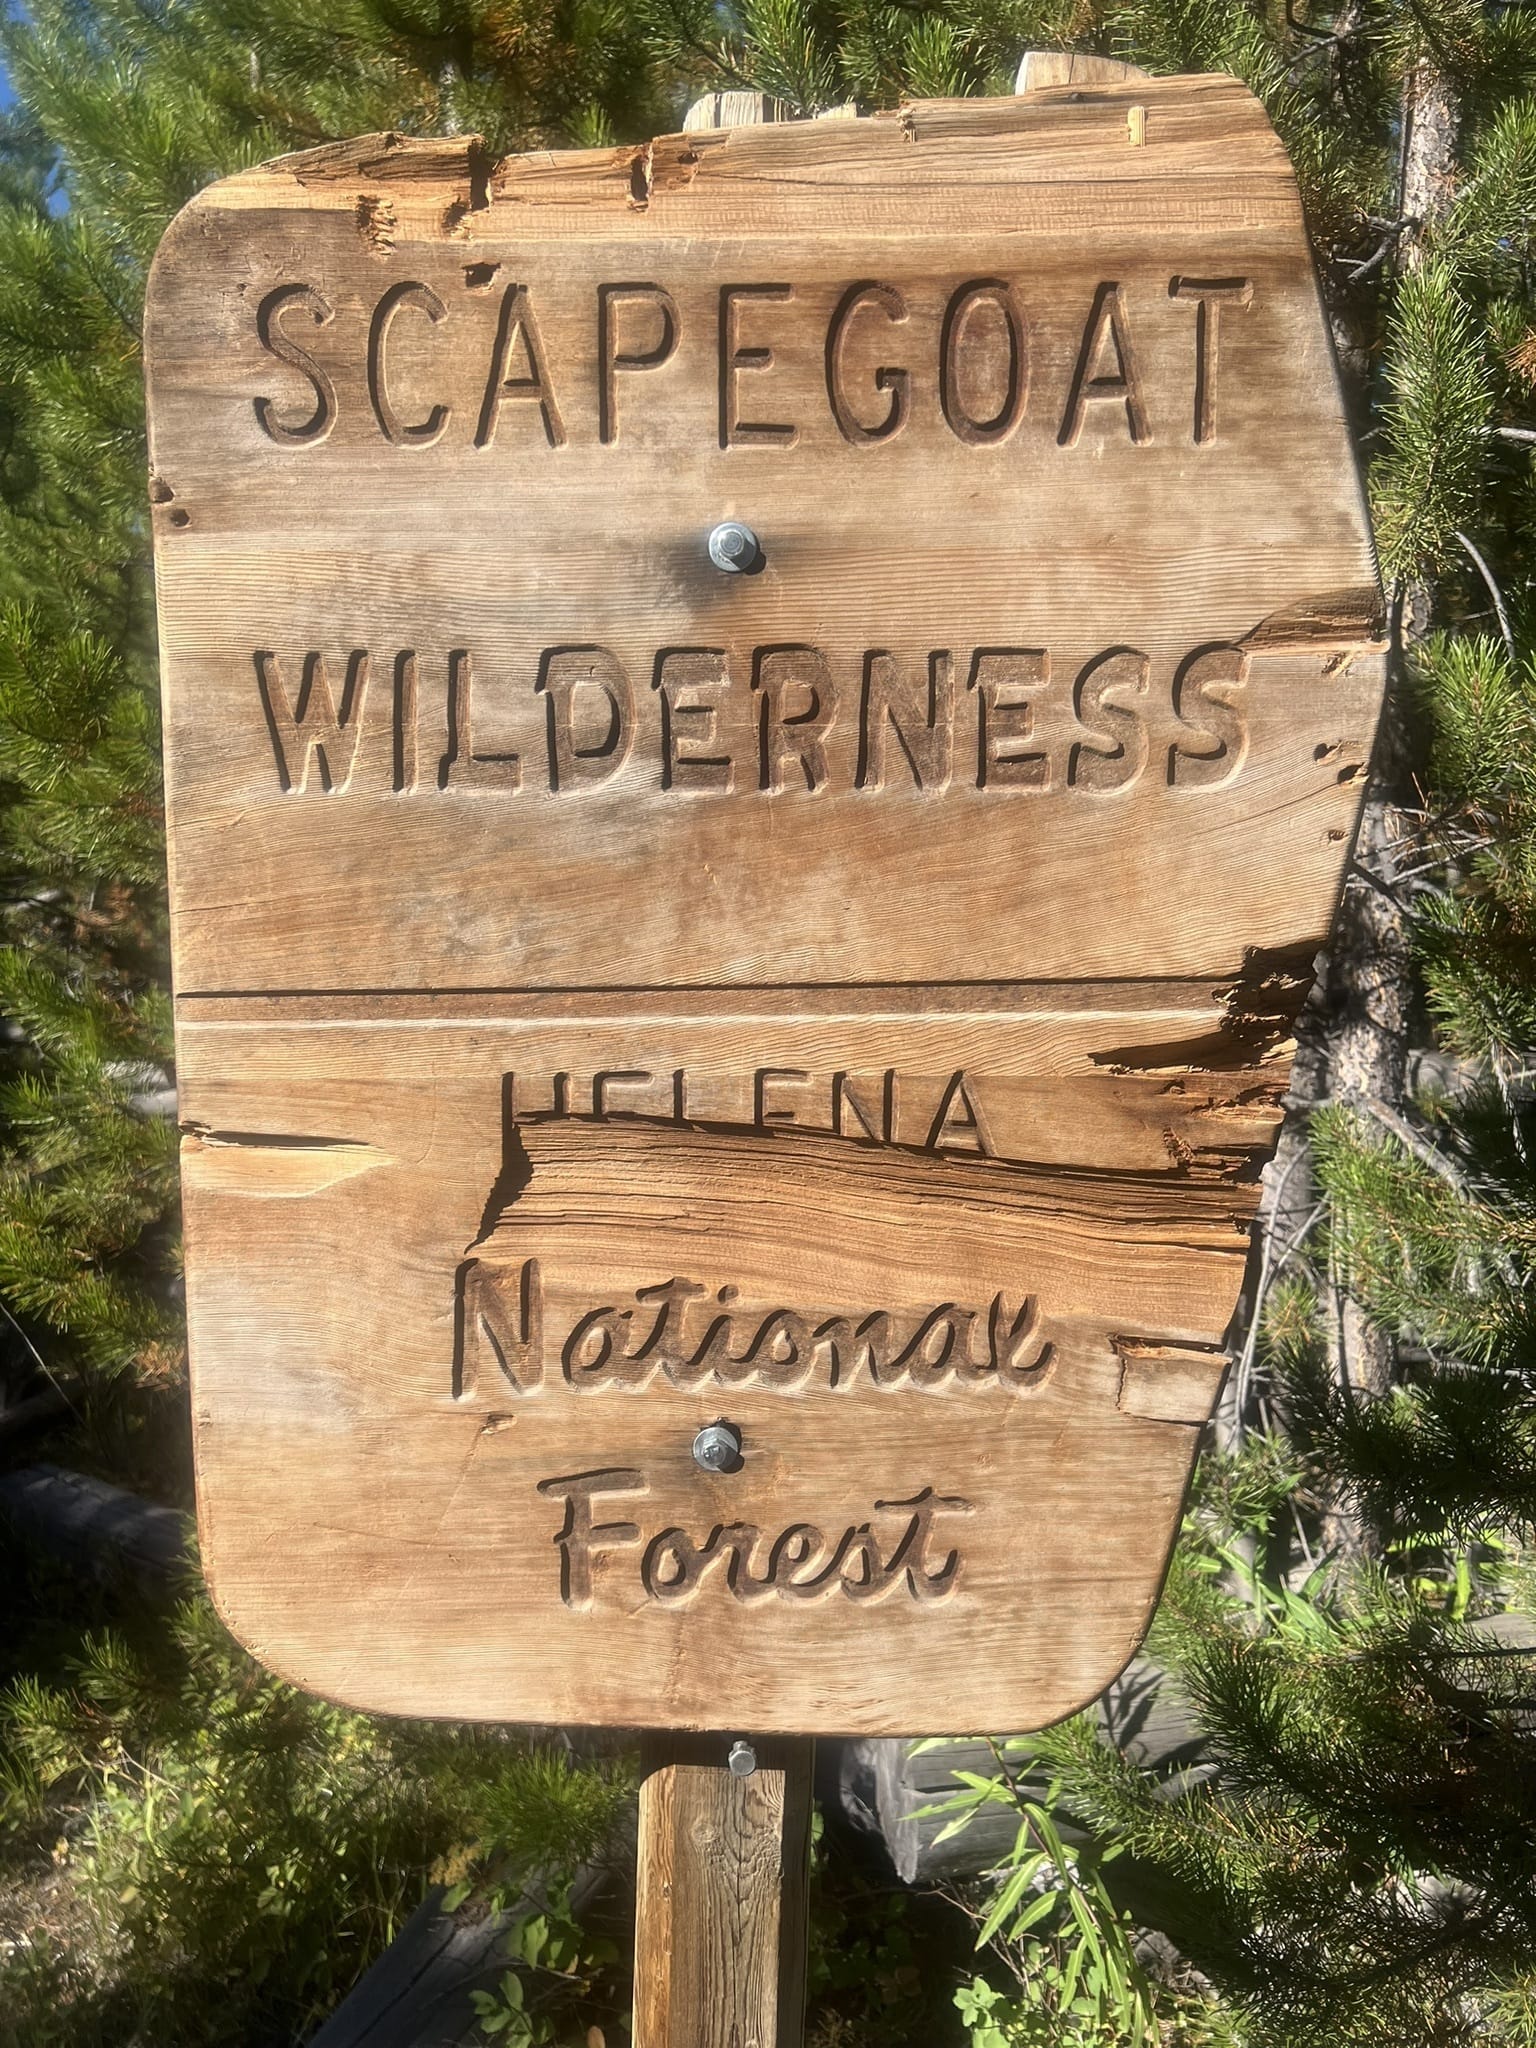 SCAPEGOAT
WILDERNESS
HELENA
National
Forest